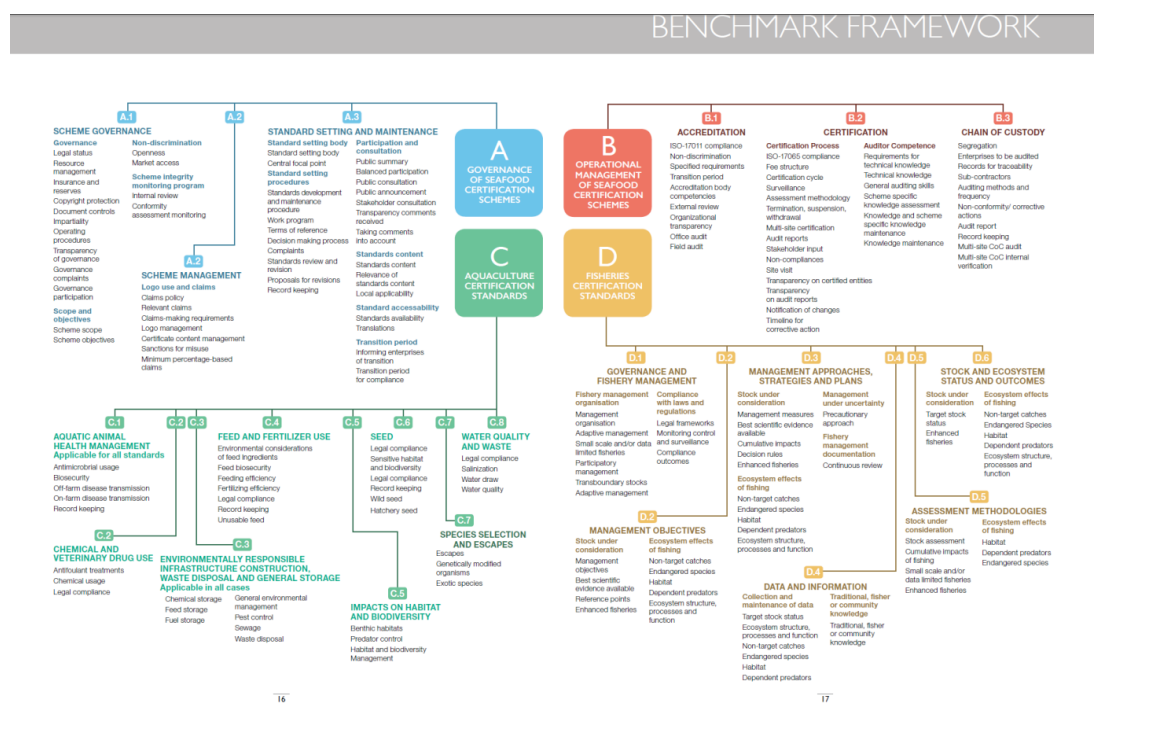 BENCHMARK FRAMEWORK
A.1
A.2
A.3
SCHEME GOVERNANCE
Governance
Legal status
Resource
management
Insurance and
reserves
Copyright protection
Document controls
Impartiality
Operating
procedures
Transparency
of governance
Governance
complaints
Governance
participation
Scope and
objectives
Scheme scope
Scheme objectives
Non-discrimination
Openness
Market access
Scheme integrity
monitoring program
Internal review
Conformity
assessment monitoring
A.2
SCHEME MANAGEMENT
Logo use and claims
Claims policy
Relevant claims
Claims-making requirements
Logo management
Certificate content management
Sanctions for misuse
Minimum percentage-based
claims
STANDARD SETTING AND MAINTENANCE
Standard setting body
Standard setting body
Central focal point
Standard setting
procedures
Standards development
and maintenance
procedure
Work program
Terms of reference
Decision making process
Complaints
Standards review and
revision
Proposals for revisions
Record keeping
Participation and
consultation
Public summary
Balanced participation
Public consultation
Public announcement
Stakeholder consultation
Transparency comments
received
Taking comments
into account
Standards content
Standards content
Relevance of
standards content
Local applicability
Standard accessability
Standards availability
Translations
Transition period
Informing enterprises
of transition
Transition period
for compliance
A
GOVERNANCE
OF SEAFOOD
CERTIFICATION
SCHEMES
C
AQUACULTURE
CERTIFICATION
STANDARDS
C.1
C.2
C.3
C.4
C.5
C.6
C.7
C.8
AQUATIC ANIMAL
HEALTH MANAGEMENT
Applicable for all standards
Antimicrobial usage
Biosecurity
Off-farm disease transmission
On-farm disease transmission
Record keeping
C.2
CHEMICAL AND
VETERINARY DRUG USE
Antifoulant treatments
Chemical usage
Legal compliance
FEED AND FERTILIZER USE
Environmental considerations
of feed ingredients
Feed biosecurity
Feeding efficiency
Fertilizing efficiency
Legal compliance
Record keeping
Unusable feed
C.3
ENVIRONMENTALLY RESPONSIBLE
INFRASTRUCTURE CONSTRUCTION,
WASTE DISPOSAL AND GENERAL STORAGE
Applicable in all cases
Chemical storage
Feed storage
Fuel storage
General environmental
management
Pest control
Sewage
Waste disposal
SEED
Legal compliance
Sensitive habitat
and biodiversity
Legal compliance
Record keeping
Wild seed
Hatchery seed
C.5
IMPACTS ON HABITAT
AND BIODIVERSITY
Benthic habitats
Predator control
Habitat and biodiversity
Management
WATER QUALITY
AND WASTE
Legal compliance
Salinization
Water draw
Water quality
C.7
SPECIES SELECTION
AND ESCAPES
Escapes
Genetically modified
organisms
Exotic species
16
B
OPERATIONAL
MANAGEMENT
OF SEAFOOD
CERTIFICATION
SCHEMES
D
FISHERIES
CERTIFICATION
STANDARDS
B.1
B.2
B.3
ACCREDITATION
ISO-17011 compliance
Non-discrimination
Specified requirements
Transition period
Accreditation body
competencies
External review
Organizational
transparency
Office audit
Field audit
CERTIFICATION
Certification Process
ISO-17065 compliance
Fee structure
Certification cycle
Surveillance
Assessment methodology
Termination, suspension,
withdrawal
Multi-site certification
Audit reports
Stakeholder input
Non-compliances
Site visit
Transparency on certified entities
Transparency
on audit reports
Notification of changes
Timeline for
corrective action
Auditor Competence
Requirements for
technical knowledge
Technical knowledge
General auditing skills
Scheme specific
knowledge assessment
Knowledge and scheme
specific knowledge
maintenance
Knowledge maintenance
CHAIN OF CUSTODY
Segregation
Enterprises to be audited
Records for traceability
Sub-contractors
Auditing methods and
frequency
Non-conformity/ corrective
actions
Audit report
Record keeping
Multi-site CoC audit
Multi-site CoC internal
verification
D.1
D.2
D.3
D.4
D.5
D.6
GOVERNANCE AND
FISHERY MANAGEMENT
Fishery management
organisation
Management
organisation
Adaptive management
Small scale and/or data
limited fisheries
Participatory
management
Transboundary stocks
Adaptive management
Compliance
with laws and
regulations
Legal frameworks
Monitoring control
and surveillance
Compliance
outcomes
D.2
MANAGEMENT OBJECTIVES
Stock under
consideration
Management
objectives
Best scientific
evidence available
Reference points
Enhanced fisheries
Ecosystem effects
of fishing
Non-target catches
Endangered species
Habitat
Dependent predators
Ecosystem structure,
processes and
function
MANAGEMENT APPROACHES,
STRATEGIES AND PLANS
Stock under
consideration
Management measures
Best scientific evidence
available
Cumulative impacts
Decision rules
Enhanced fisheries
Ecosystem effects
of fishing
Non-target catches
Endangered species
Habitat
Dependent predators
Ecosystem structure,
processes and function
Management
under uncertainty
Precautionary
approach
Fishery
management
documentation
Continuous review
D.4
DATA AND INFORMATION
Collection and
maintenance of data
Target stock status
Ecosystem structure,
processes and function
Non-target catches
Endangered species
Habitat
Dependent predators
Traditional, fisher
or community
knowledge
Traditional, fisher
or community
knowledge
STOCK AND ECOSYSTEM
STATUS AND OUTCOMES
Stock under
consideration
Target stock
status
Enhanced
fisheries
Ecosystem effects
of fishing
Non-target catches
Endangered Species
Habitat
Dependent predators
Ecosystem structure,
processes and
function
D.5
ASSESSMENT METHODOLOGIES
Stock under
consideration
Stock assessment
Cumulative impacts
of fishing
Small scale and/or
data limited fisheries
Enhanced fisheries
Ecosystem effects
of fishing
Habitat
Dependent predators
Endangered species
17